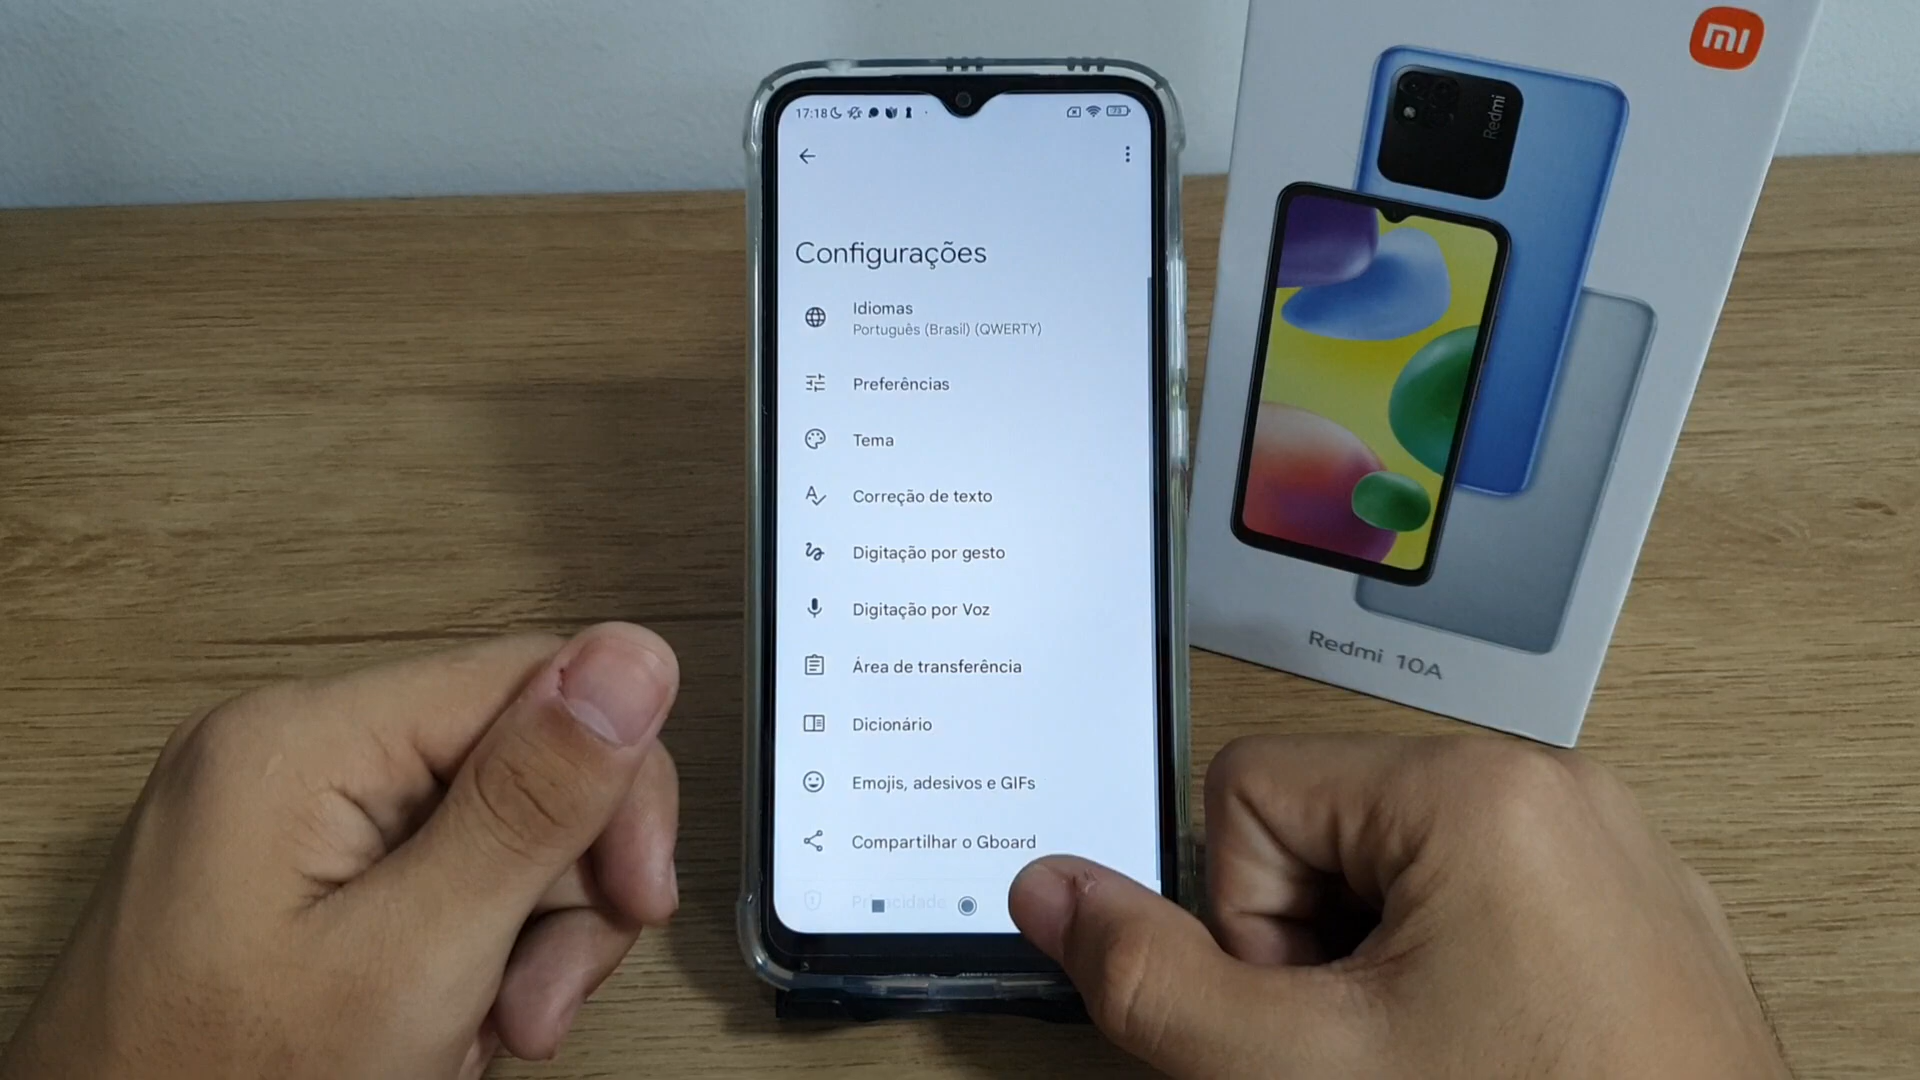 17:18
Configurações
Idiomas
Português (Brasil) (QWERTY)
Preferências
Tema
Correção de texto
Digitação por gesto
Digitação por Voz
Área de transferência
Dicionário
Emojis, adesivos e GIFs
Compartilhar o Gboard
mi
Redmi
Redmi 10A